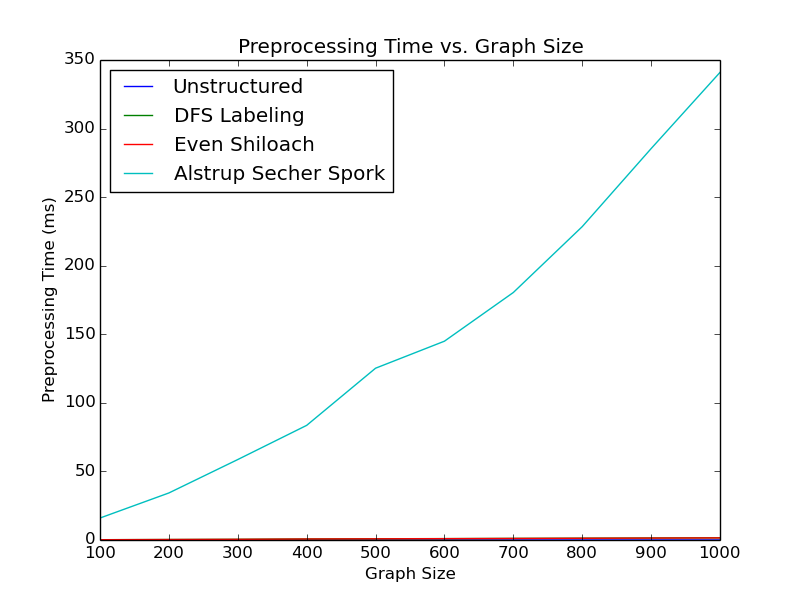 Preprocessing Time vs. Graph Size
350
300
250
200
150
100
50
0
Preprocessing Time (ms)
Unstructured
DFS Labeling
Even Shiloach
Alstrup Secher Spork
100 200 300 400 500 600 700 800 900 1000
Graph Size